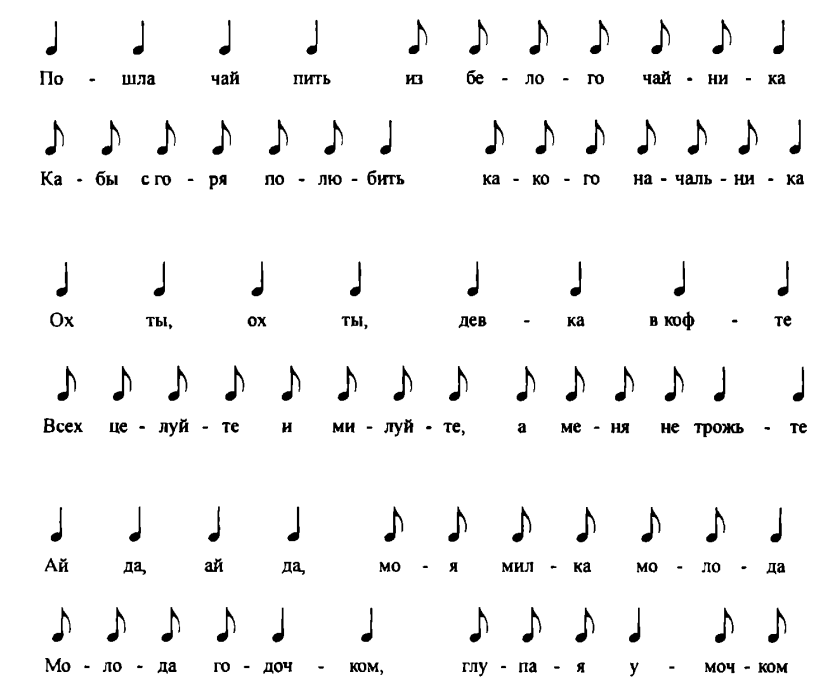 По - шла чай пить из бе - ло - го чай - ни - ка
Ка - бы с го - ря по - лю - бить ка - ко - го на - чаль - ни - ка
Ох ты, ох ты, дев - ка в коф - те
Всех це - луй - те и ми - луй - те, а ме - ня не трожь - те
Ай да, ай да, мо - я мил - ка мо - ло - да
Мо - ло - да го - доч - ком, глу - па - я у - моч - ком